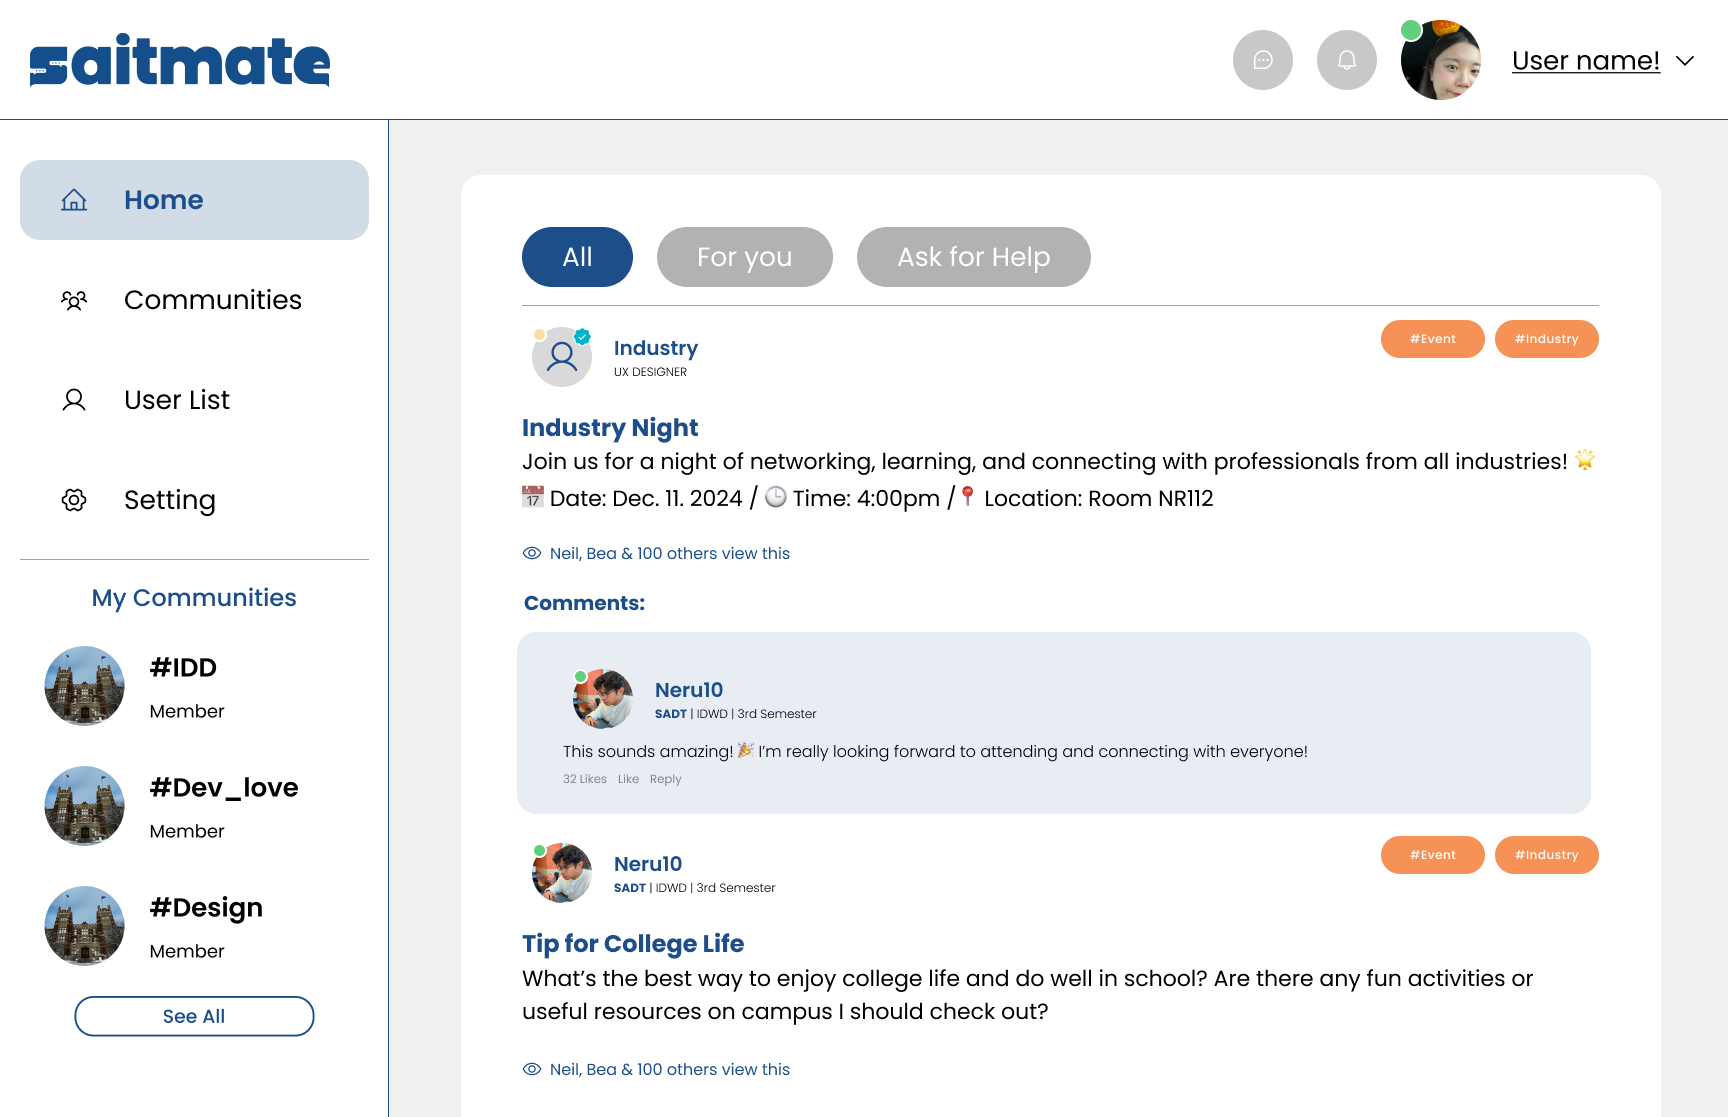 saitmate
User name!
Home
Communities
User List
Setting
My Communities
#IDD
Member
#Dev_love
Member
#Design
Member
See All
All
For you
Ask for Help
Industry
UX DESIGNER
#Event
#Industry
Industry Night
Join us for a night of networking, learning, and connecting with professionals from all industries! 🌟
📅 Date: Dec. 11. 2024 / 🕒 Time: 4:00pm /📍 Location: Room NR112
Neil, Bea & 100 others view this
Comments:
Neru10
SADT | IDWD | 3rd Semester
This sounds amazing! 🎉 I’m really looking forward to attending and connecting with everyone!
32 Likes Like Reply
Neru10
SADT | IDWD | 3rd Semester
#Event
#Industry
Tip for College Life
What’s the best way to enjoy college life and do well in school? Are there any fun activities or
useful resources on campus I should check out?
Neil, Bea & 100 others view this